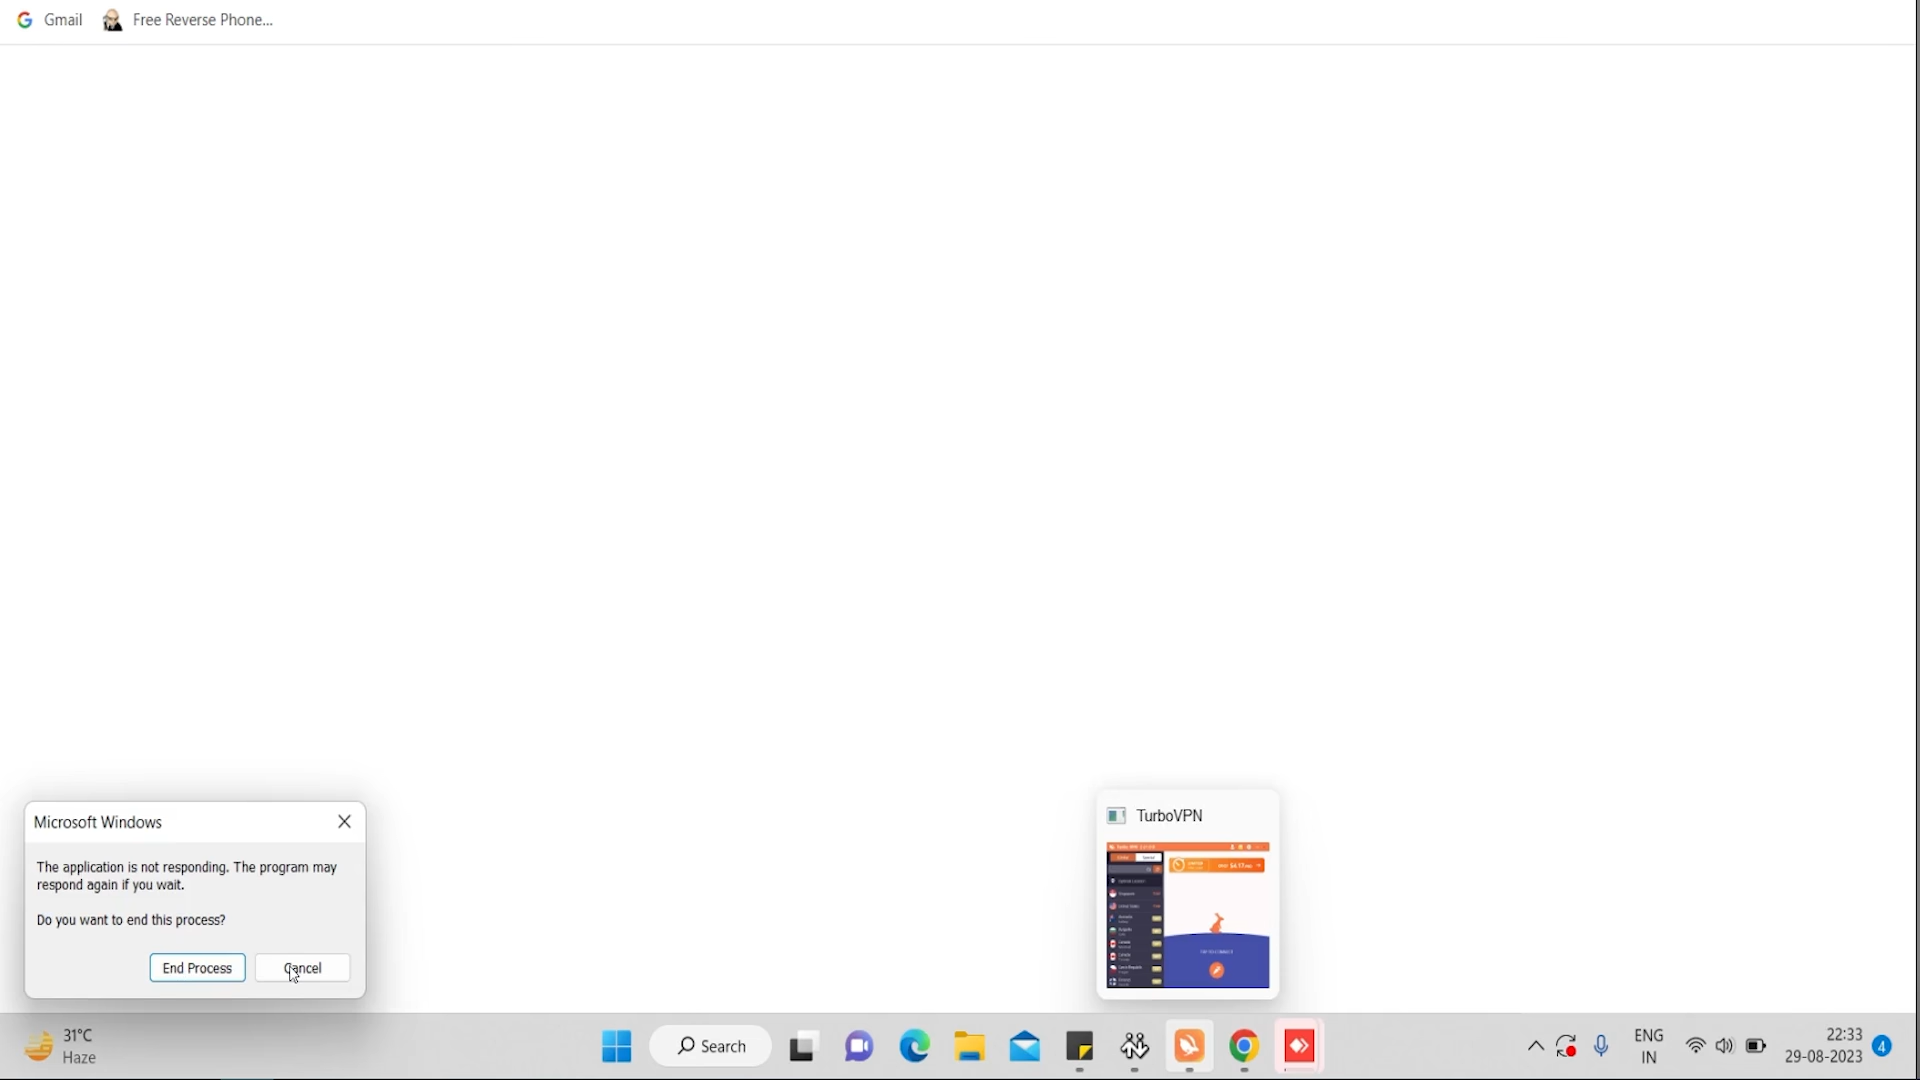 Gmail
Free Reverse Phone...
TurboVPN
Microsoft Windows
The application is not responding. The program may
respond again if you wait.
Do you want to end this process?
End Process
Cancel
31°C
Haze
Search
ENG
IN
22:33
29-08-2023
4